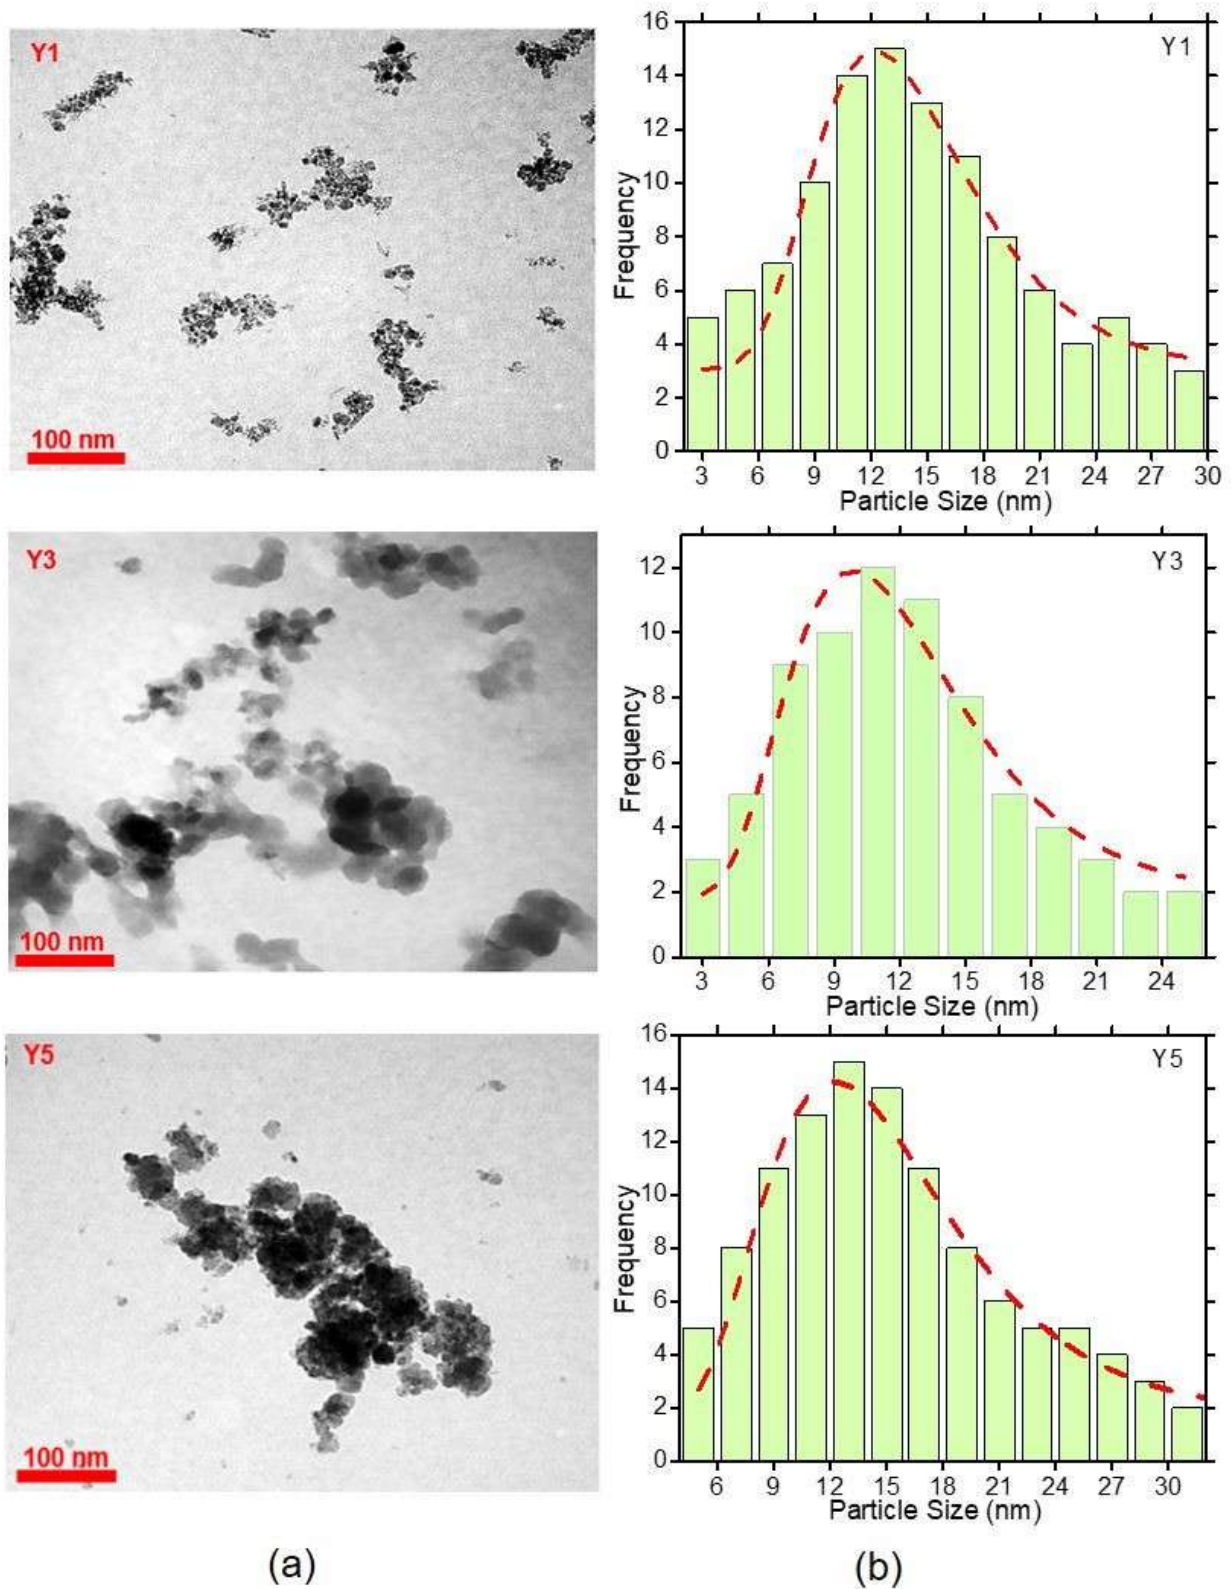 Y1
100 nm
Y1
16
14
12
10
8
6
4
2
0
Frequency
3 6 9 12 15 18 21 24 27 30
Particle Size (nm)
Y3
100 nm
Y3
12
10
8
6
4
2
0
Frequency
3 6 9 12 15 18 21 24
Particle Size (nm)
Y5
100 nm
Y5
16
14
12
10
8
6
4
2
0
Frequency
6 9 12 15 18 21 24 27 30
Particle Size (nm)
(a)
(b)